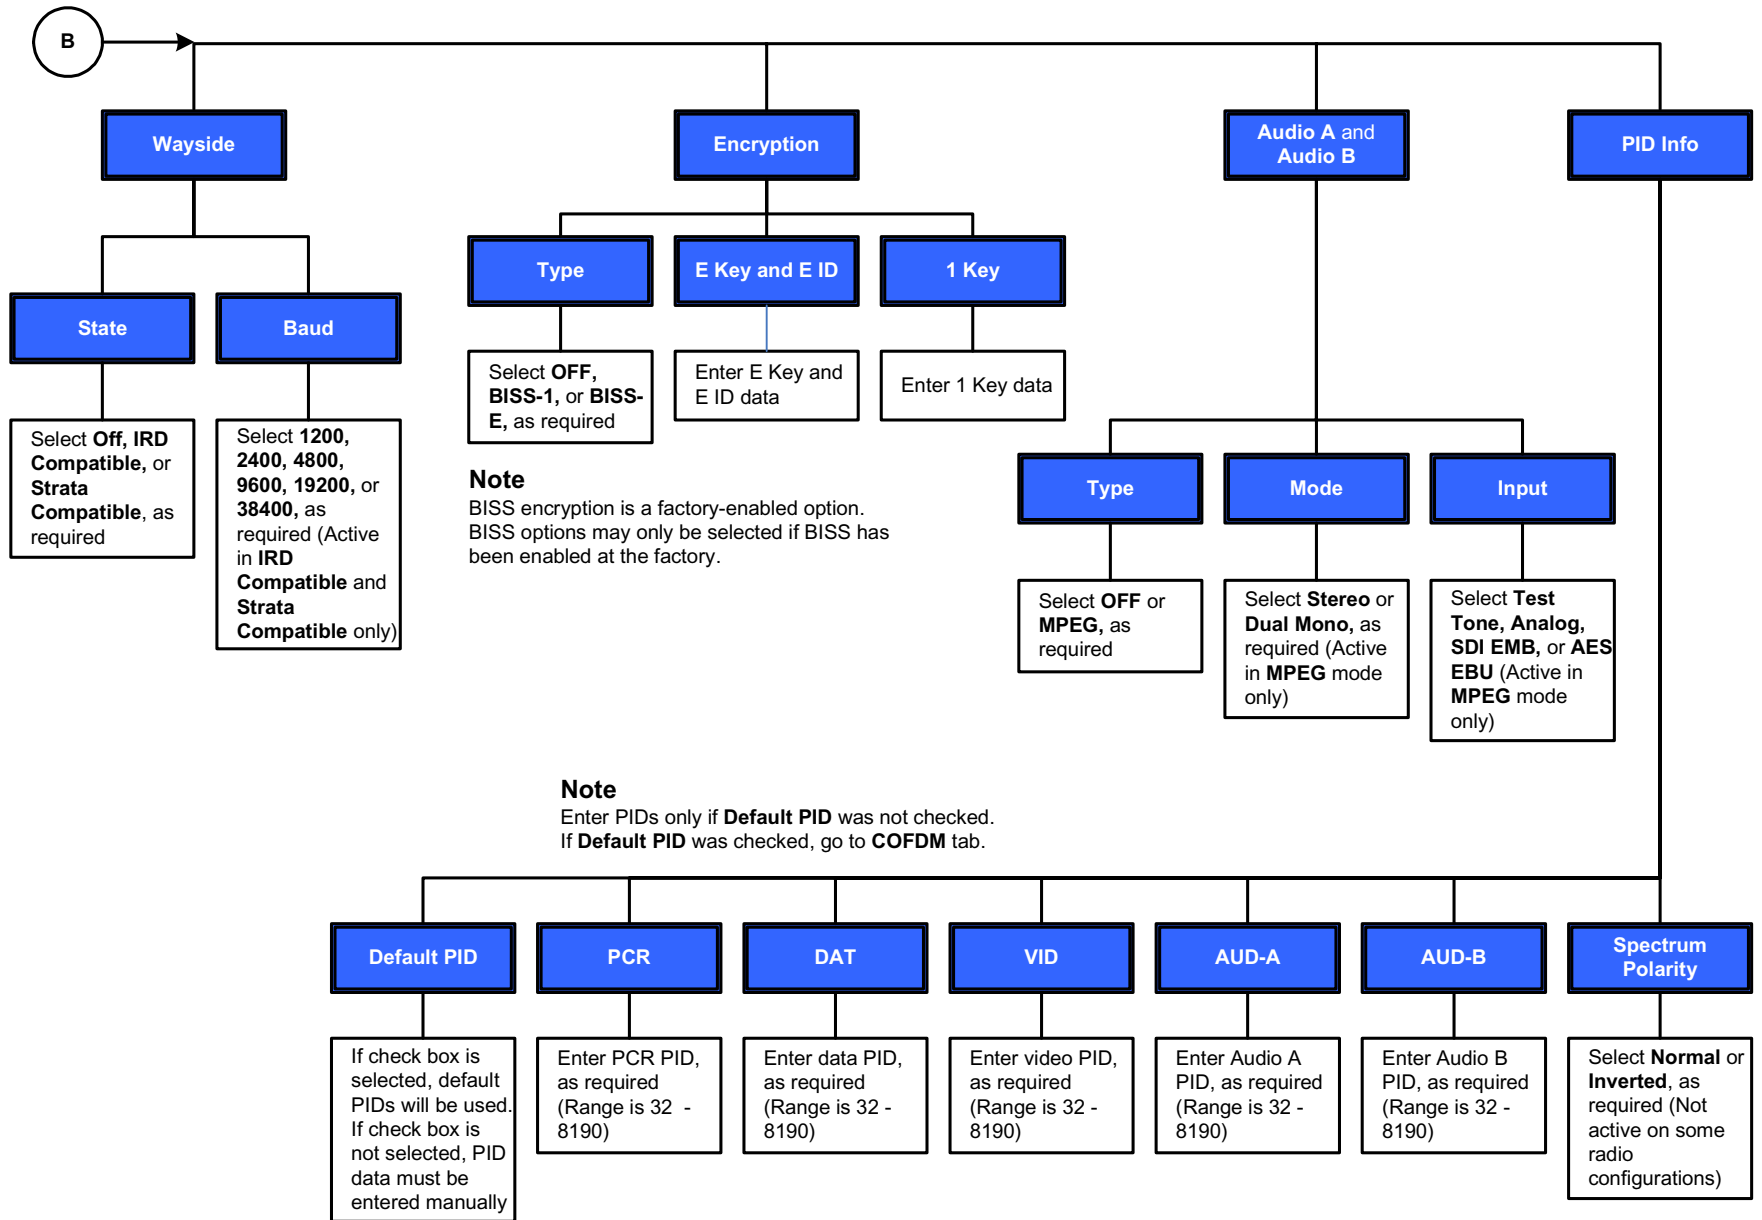 B
Wayside
Encryption
Audio A and
Audio B
PID Info
Type
E Key and E ID
1 Key
State
Baud
Select OFF,
BISS-1, or BISS-
E, as required
Enter E Key and
E ID data
Enter 1 Key data
Select Off, IRD
Compatible, or
Strata
Compatible, as
required
Select 1200,
2400, 4800,
9600, 19200, or
38400, as
required (Active
in IRD
Compatible and
Strata
Compatible only)
Note
BISS encryption is a factory-enabled option.
BISS options may only be selected if BISS has
been enabled at the factory.
Type
Mode
Input
Select OFF or
MPEG, as
required
Select Stereo or
Dual Mono, as
required (Active
in MPEG mode
only)
Select Test
Tone, Analog,
SDI EMB, or AES
EBU (Active in
MPEG mode
only)
Note
Enter PIDs only if Default PID was not checked.
If Default PID was checked, go to COFDM tab.
Default PID
PCR
DAT
VID
AUD-A
AUD-B
Spectrum
Polarity
If check box is
selected, default
PIDs will be used.
If check box is
not selected, PID
data must be
entered manually
Enter PCR PID,
as required
(Range is 32 -
8190)
Enter data PID,
as required
(Range is 32 -
8190)
Enter video PID,
as required
(Range is 32 -
8190)
Enter Audio A
PID, as required
(Range is 32 -
8190)
Enter Audio B
PID, as required
(Range is 32 -
8190)
Select Normal or
Inverted, as
required (Not
active on some
radio
configurations)